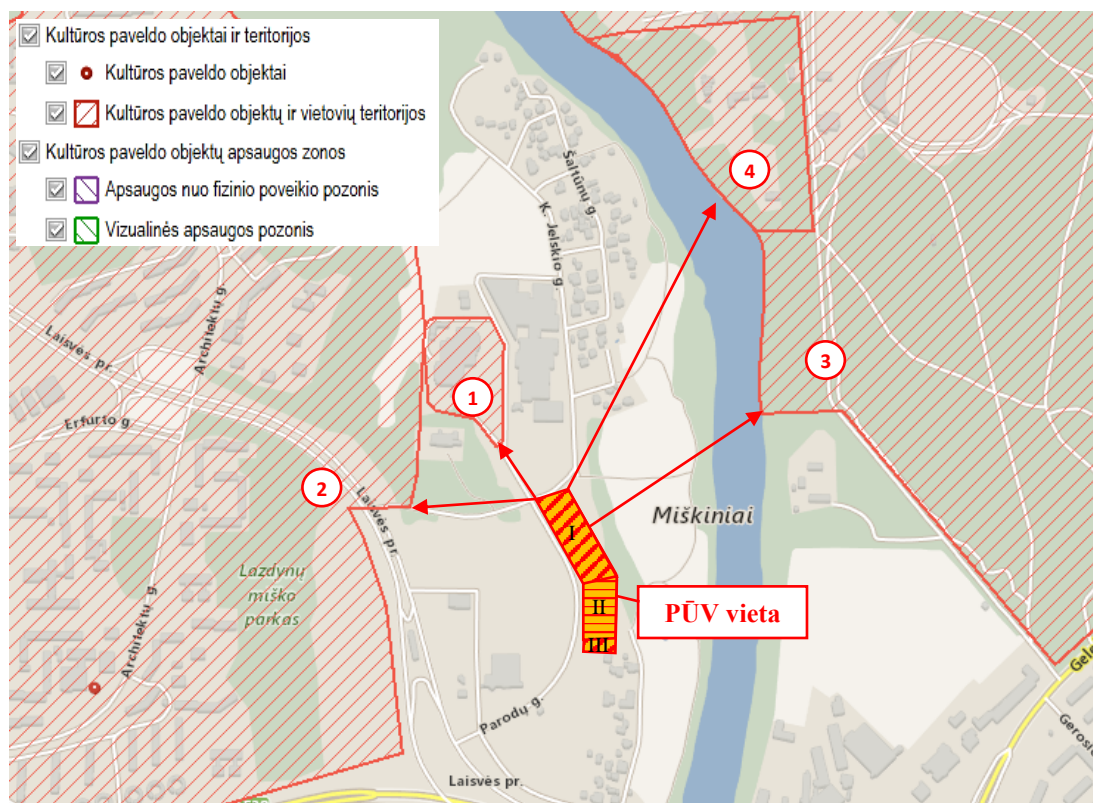 Kultūros paveldo objektai ir teritorijos
Kultūros paveldo objektai
Kultūros paveldo objektų ir vietovių teritorijos
Kultūros paveldo objektų apsaugos zonos
Apsaugos nuo fizinio poveikio pozonis
Vizualinės apsaugos pozonis
Šaltūnų g.
K. Jelskio g.
4
Laisvės pr.
Architektų g.
3
1
Erfurto g.
2
Laisvės pr.
Miškiniai
I
Lazdynų
miško
parkas
II
PŪV vieta
III
Architektų g.
Parodų g.
Laisvės pr.